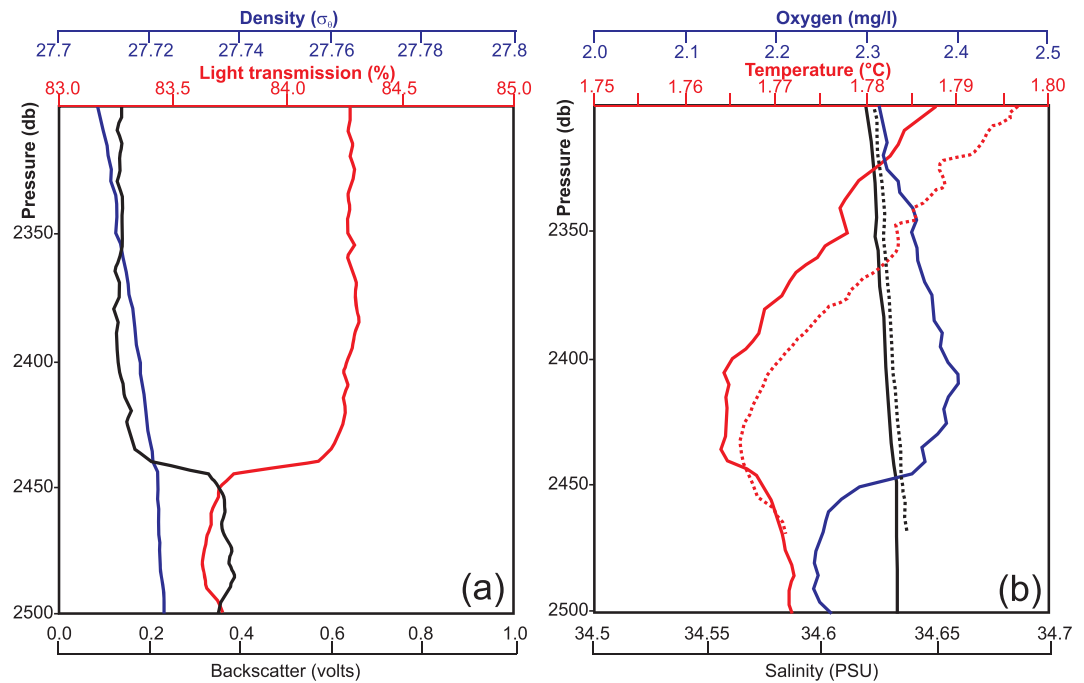 Density (σθ)
27.7 27.72 27.74 27.76 27.78 27.8
Light transmission (%)
83.0 83.5 84.0 84.5 85.0
Pressure (db)
2350
2400
2450
2500
(a)
0.0 0.2 0.4 0.6 0.8 1.0
Backscatter (volts)
Oxygen (mg/l)
2.0 2.1 2.2 2.3 2.4 2.5
Temperature (°C)
1.75 1.76 1.77 1.78 1.79 1.80
Pressure (db)
2350
2400
2450
2500
(b)
34.5 34.55 34.6 34.65 34.7
Salinity (PSU)